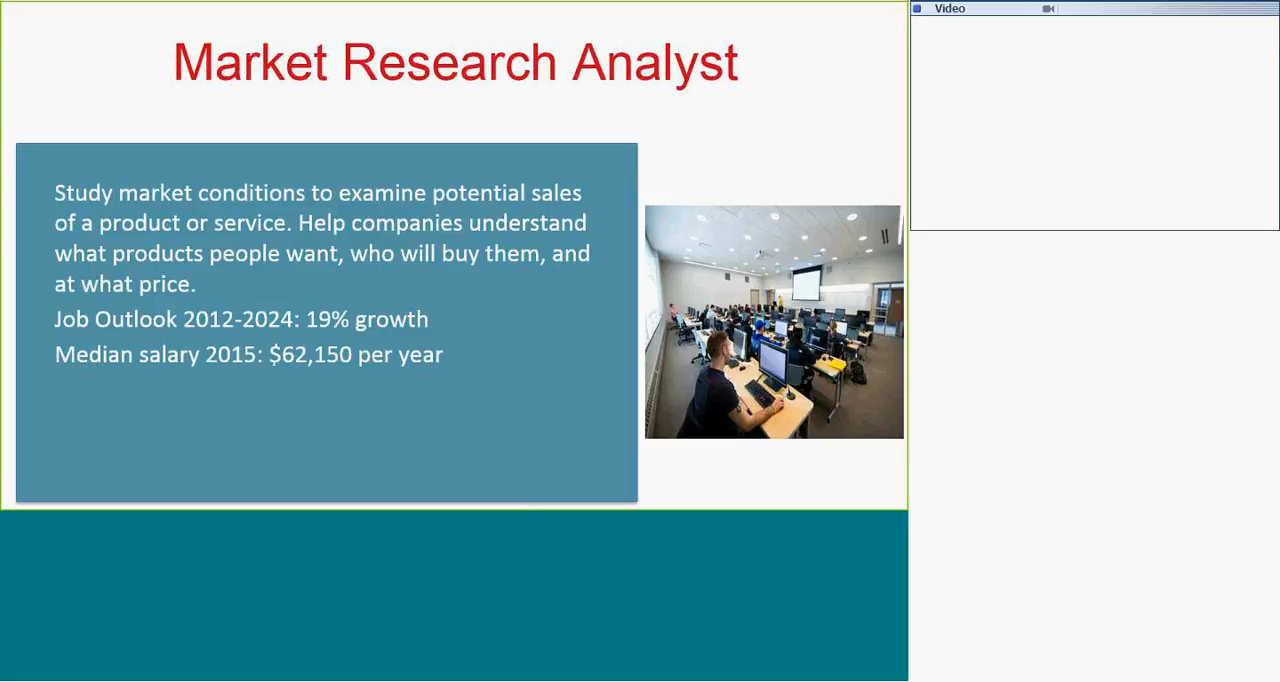 Video
Market Research Analyst
Study market conditions to examine potential sales
of a product or service. Help companies understand
what products people want, who will buy them, and
at what price.
Job Outlook 2012-2024: 19% growth
Median salary 2015: $62,150 per year